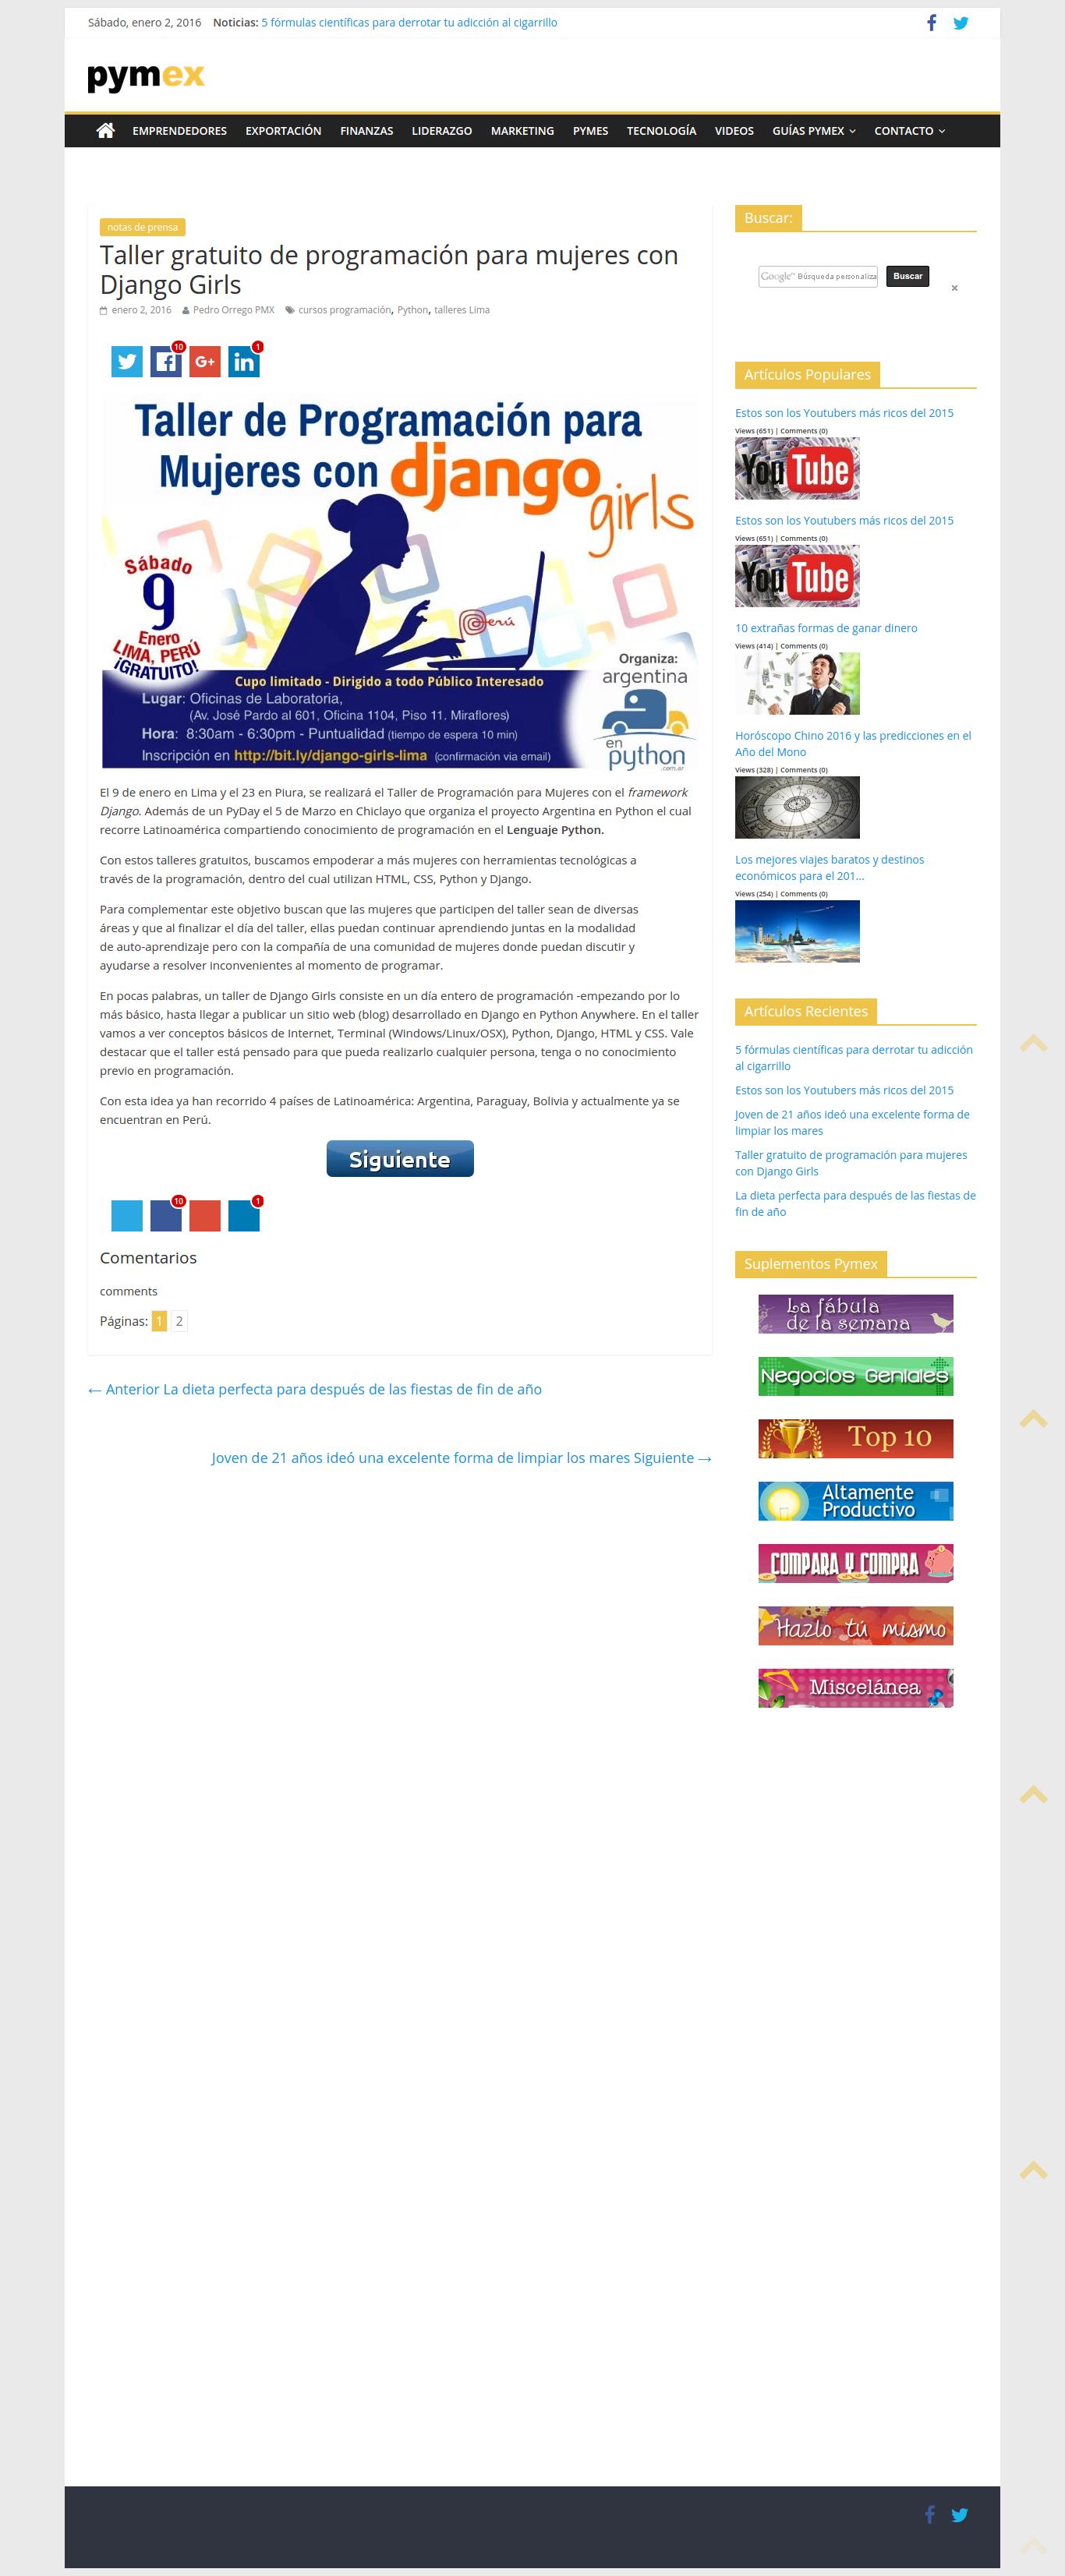 Sábado, enero 2, 2016 Noticias: 5 fórmulas científicas para derrotar tu adicción al cigarrillo
pymex
EMPRENDEDORES EXPORTACIÓN FINANZAS LIDERAZGO MARKETING PYMES TECNOLOGÍA VIDEOS GUÍAS PYMEX CONTACTO
notas de prensa
Taller gratuito de programación para mujeres con
Django Girls
enero 2, 2016 Pedro Orrego PMX cursos programación, Python, talleres Lima
10 1
Taller de Programación para
Mujeres con django
girls
Sábado
9
Enero
LIMA, PERÚ
¡GRATUITO!
Perú
Cupo limitado - Dirigido a todo Público Interesado
Lugar: Oficinas de Laboratoria,
(Av. José Pardo al 601, Oficina 1104, Piso 11. Miraflores)
Hora: 8:30am - 6:30pm - Puntualidad (tiempo de espera 10 min)
Inscripción en http://bit.ly/django-girls-lima (confirmación via email)
Organiza:
argentina
en
python
.com.ar
El 9 de enero en Lima y el 23 en Piura, se realizará el Taller de Programación para Mujeres con el framework
Django. Además de un PyDay el 5 de Marzo en Chiclayo que organiza el proyecto Argentina en Python el cual
recorre Latinoamérica compartiendo conocimiento de programación en el Lenguaje Python.
Con estos talleres gratuitos, buscamos empoderar a más mujeres con herramientas tecnológicas a
través de la programación, dentro del cual utilizan HTML, CSS, Python y Django.
Para complementar este objetivo buscan que las mujeres que participen del taller sean de diversas
áreas y que al finalizar el día del taller, ellas puedan continuar aprendiendo juntas en la modalidad
de auto-aprendizaje pero con la compañía de una comunidad de mujeres donde puedan discutir y
ayudarse a resolver inconvenientes al momento de programar.
En pocas palabras, un taller de Django Girls consiste en un día entero de programación -empezando por lo
más básico, hasta llegar a publicar un sitio web (blog) desarrollado en Django en Python Anywhere. En el taller
vamos a ver conceptos básicos de Internet, Terminal (Windows/Linux/OSX), Python, Django, HTML y CSS. Vale
destacar que el taller está pensado para que pueda realizarlo cualquier persona, tenga o no conocimiento
previo en programación.
Con esta idea ya han recorrido 4 países de Latinoamérica: Argentina, Paraguay, Bolivia y actualmente ya se
encuentran en Perú.
Siguiente
10 1
Comentarios
comments
Páginas: 1 2
← Anterior La dieta perfecta para después de las fiestas de fin de año
Joven de 21 años ideó una excelente forma de limpiar los mares Siguiente →
Buscar:
Google™ Búsqueda personaliza Buscar ×
Artículos Populares
Estos son los Youtubers más ricos del 2015
Views (651) | Comments (0)
YouTube
Estos son los Youtubers más ricos del 2015
Views (651) | Comments (0)
YouTube
10 extrañas formas de ganar dinero
Views (414) | Comments (0)
Horóscopo Chino 2016 y las predicciones en el
Año del Mono
Views (328) | Comments (0)
Los mejores viajes baratos y destinos
económicos para el 201...
Views (254) | Comments (0)
Artículos Recientes
5 fórmulas científicas para derrotar tu adicción
al cigarrillo
Estos son los Youtubers más ricos del 2015
Joven de 21 años ideó una excelente forma de
limpiar los mares
Taller gratuito de programación para mujeres
con Django Girls
La dieta perfecta para después de las fiestas de
fin de año
Suplementos Pymex
La fábula
de la semana
Negocios Geniales
Top 10
Altamente
Productivo
COMPARA Y COMPRA
Hazlo tú mismo
Miscelánea